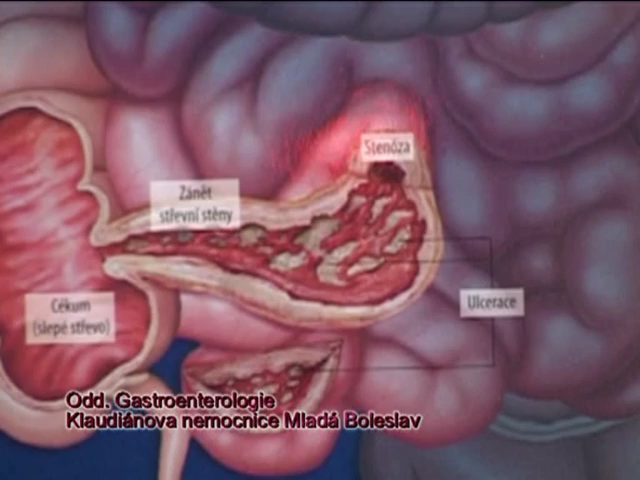 Stenóza
Zánět
střevní stěny
Ulcerace
Cékum
(slepé střevo)
Odd. Gastroenterologie
Klaudiánova nemocnice Mladá Boleslav